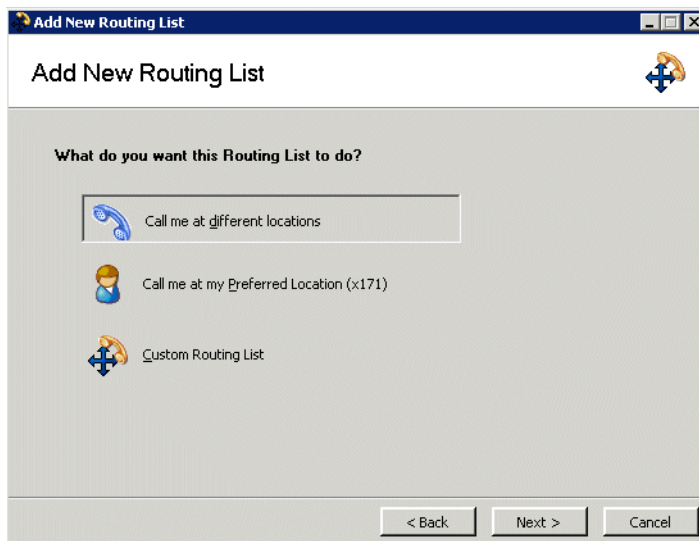 Add New Routing List
Add New Routing List
What do you want this Routing List to do?
Call me at different locations
Call me at my Preferred Location (x171)
Custom Routing List
< Back Next > Cancel